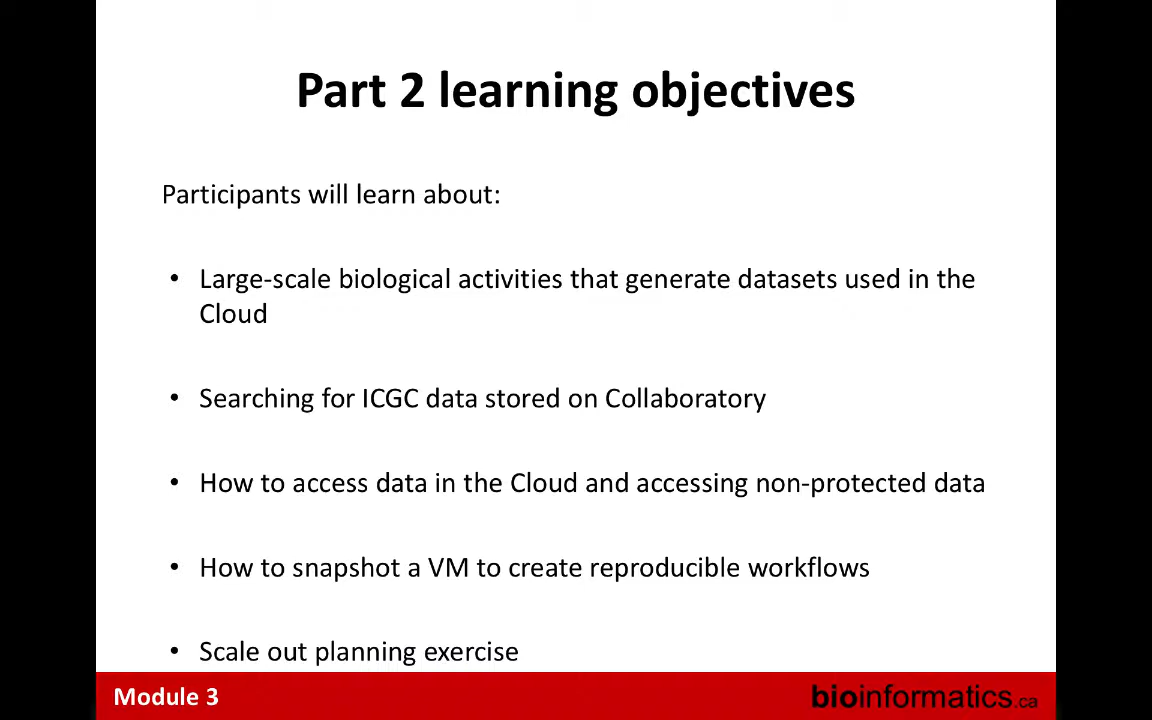 Part 2 learning objectives
Participants will learn about:
• Large-scale biological activities that generate datasets used in the
Cloud
• Searching for ICGC data stored on Collaboratory
• How to access data in the Cloud and accessing non-protected data
• How to snapshot a VM to create reproducible workflows
• Scale out planning exercise
Module 3
bioinformatics.ca